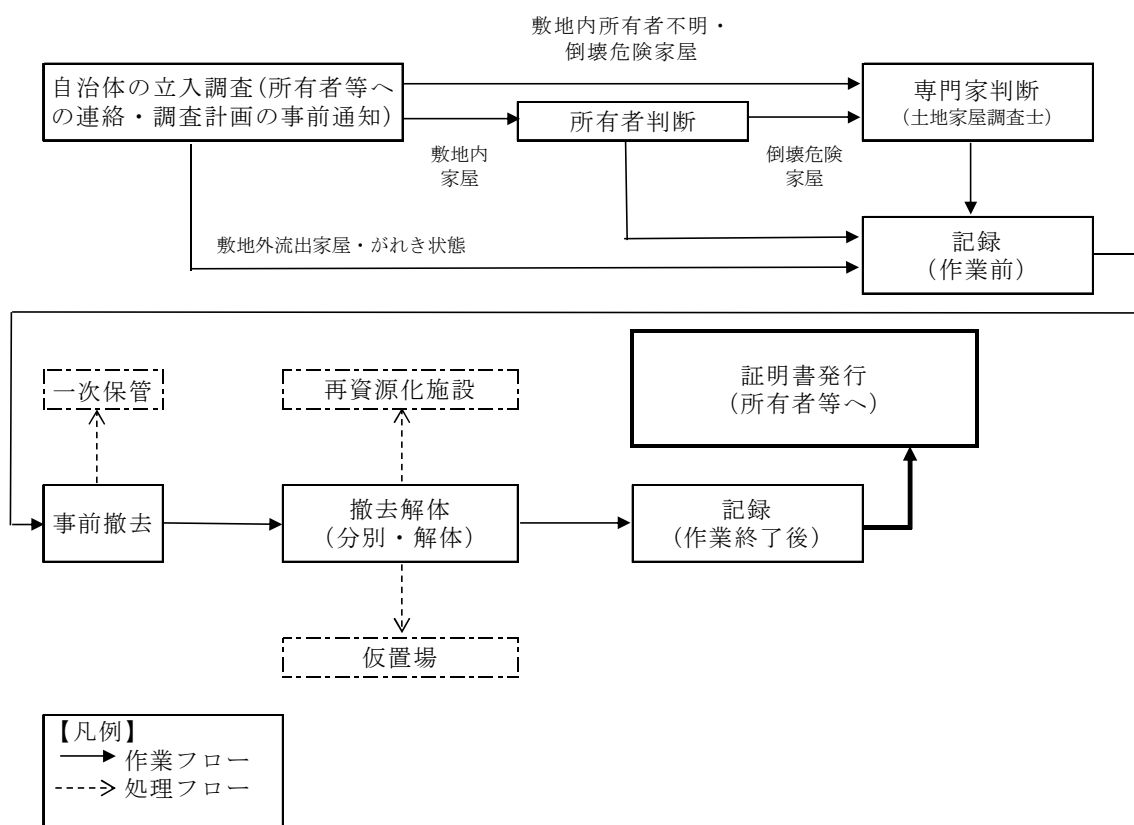 敷地内所有者不明・
倒壊危険家屋
自治体の立入調査(所有者等へ
の連絡・調査計画の事前通知)
所有者判断
専門家判断
(土地家屋調査士)
敷地内
家屋
倒壊危険
家屋
敷地外流出家屋・がれき状態
記録
(作業前)
一次保管
再資源化施設
証明書発行
(所有者等へ)
事前撤去
撤去解体
(分別・解体)
記録
(作業終了後)
仮置場
【凡例】
作業フロー
処理フロー